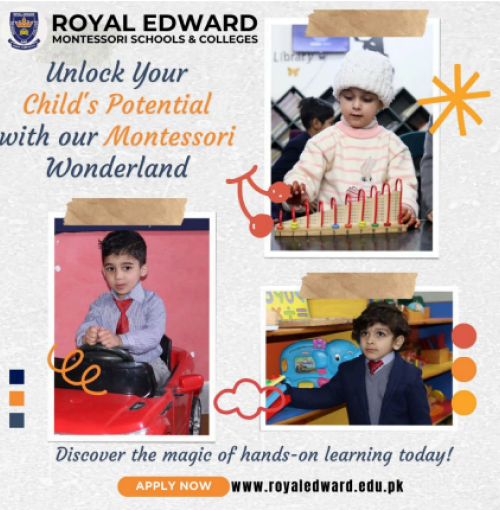 ROYAL EDWARD
MONTESSORI SCHOOLS & COLLEGES
Unlock Your
Child's Potential
with our Montessori
Wonderland
Library
Discover the magic of hands-on learning today!
APPLY NOW www.royaledward.edu.pk